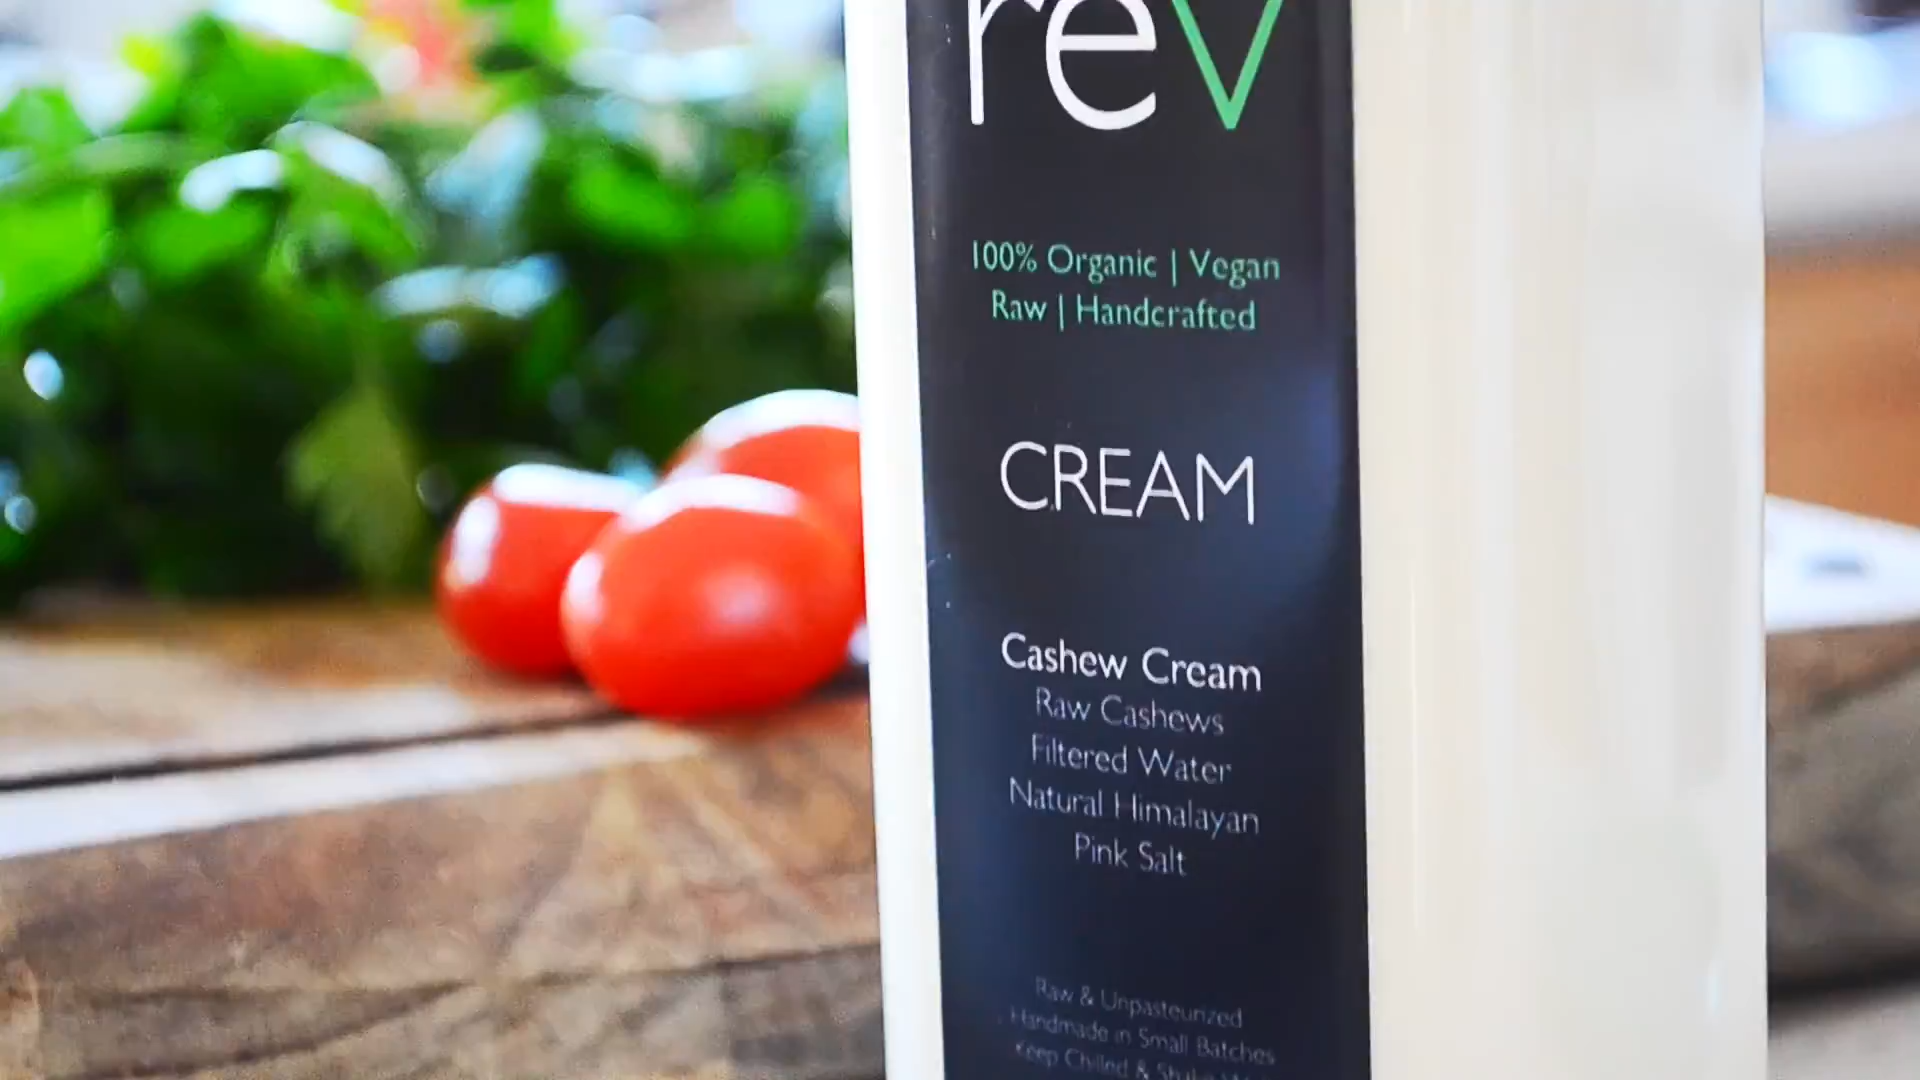 rev
100% Organic | Vegan
Raw | Handcrafted
CREAM
Cashew Cream
Raw Cashews
Filtered Water
Natural Himalayan
Pink Salt
Raw & Unpasteurized
Handmade in Small Batches
Keep Chilled & Shake